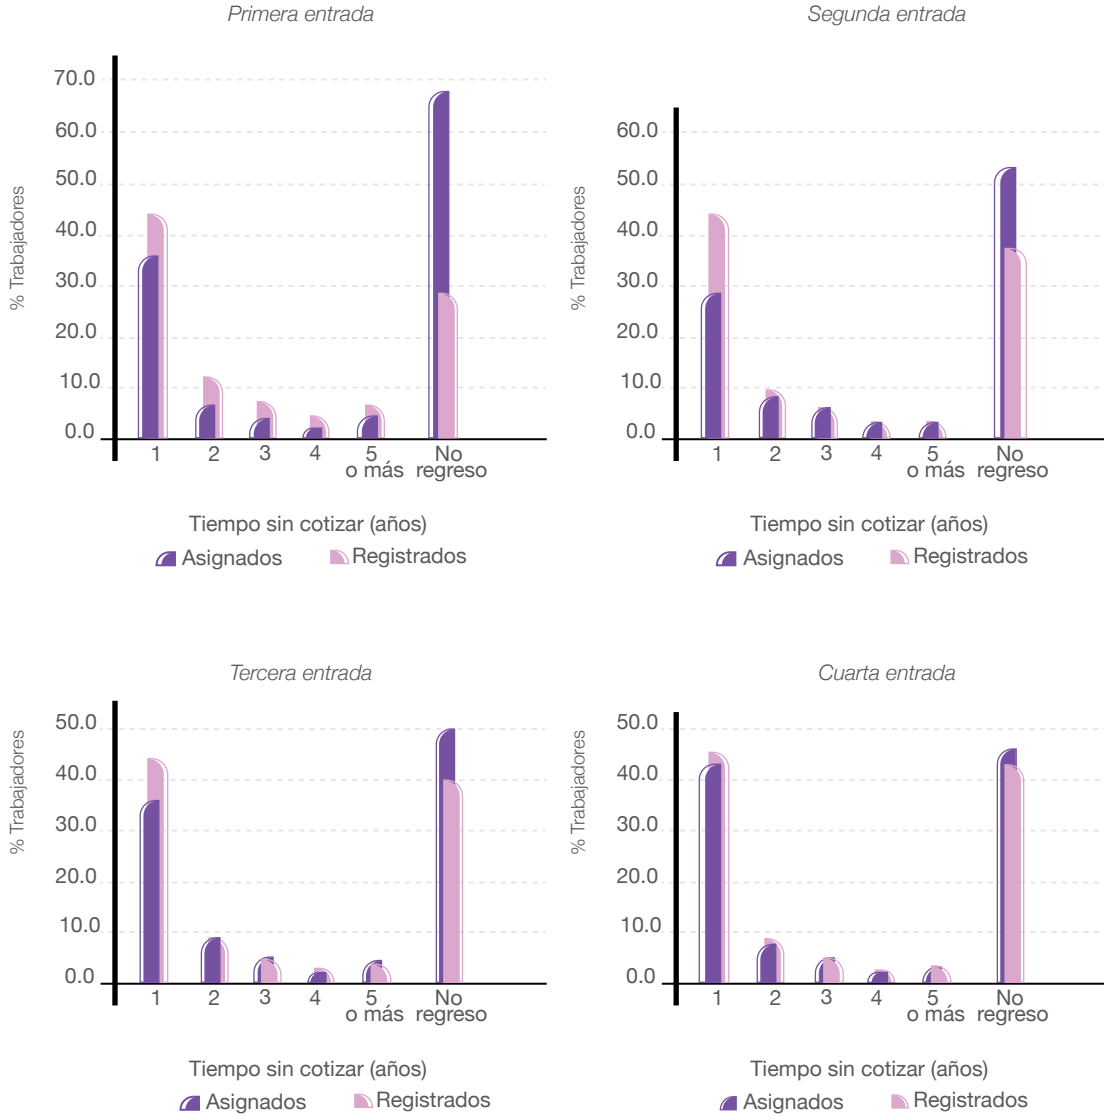 Primera entrada
70.0
60.0
50.0
40.0
30.0
20.0
10.0
0.0
% Trabajadores
1 2 3 4 5 No
o más regreso
Tiempo sin cotizar (años)
Asignados Registrados
Segunda entrada
60.0
50.0
40.0
30.0
20.0
10.0
0.0
% Trabajadores
1 2 3 4 5 No
o más regreso
Tiempo sin cotizar (años)
Asignados Registrados
Tercera entrada
50.0
40.0
30.0
20.0
10.0
0.0
% Trabajadores
1 2 3 4 5 No
o más regreso
Tiempo sin cotizar (años)
Asignados Registrados
Cuarta entrada
50.0
40.0
30.0
20.0
10.0
0.0
% Trabajadores
1 2 3 4 5 No
o más regreso
Tiempo sin cotizar (años)
Asignados Registrados